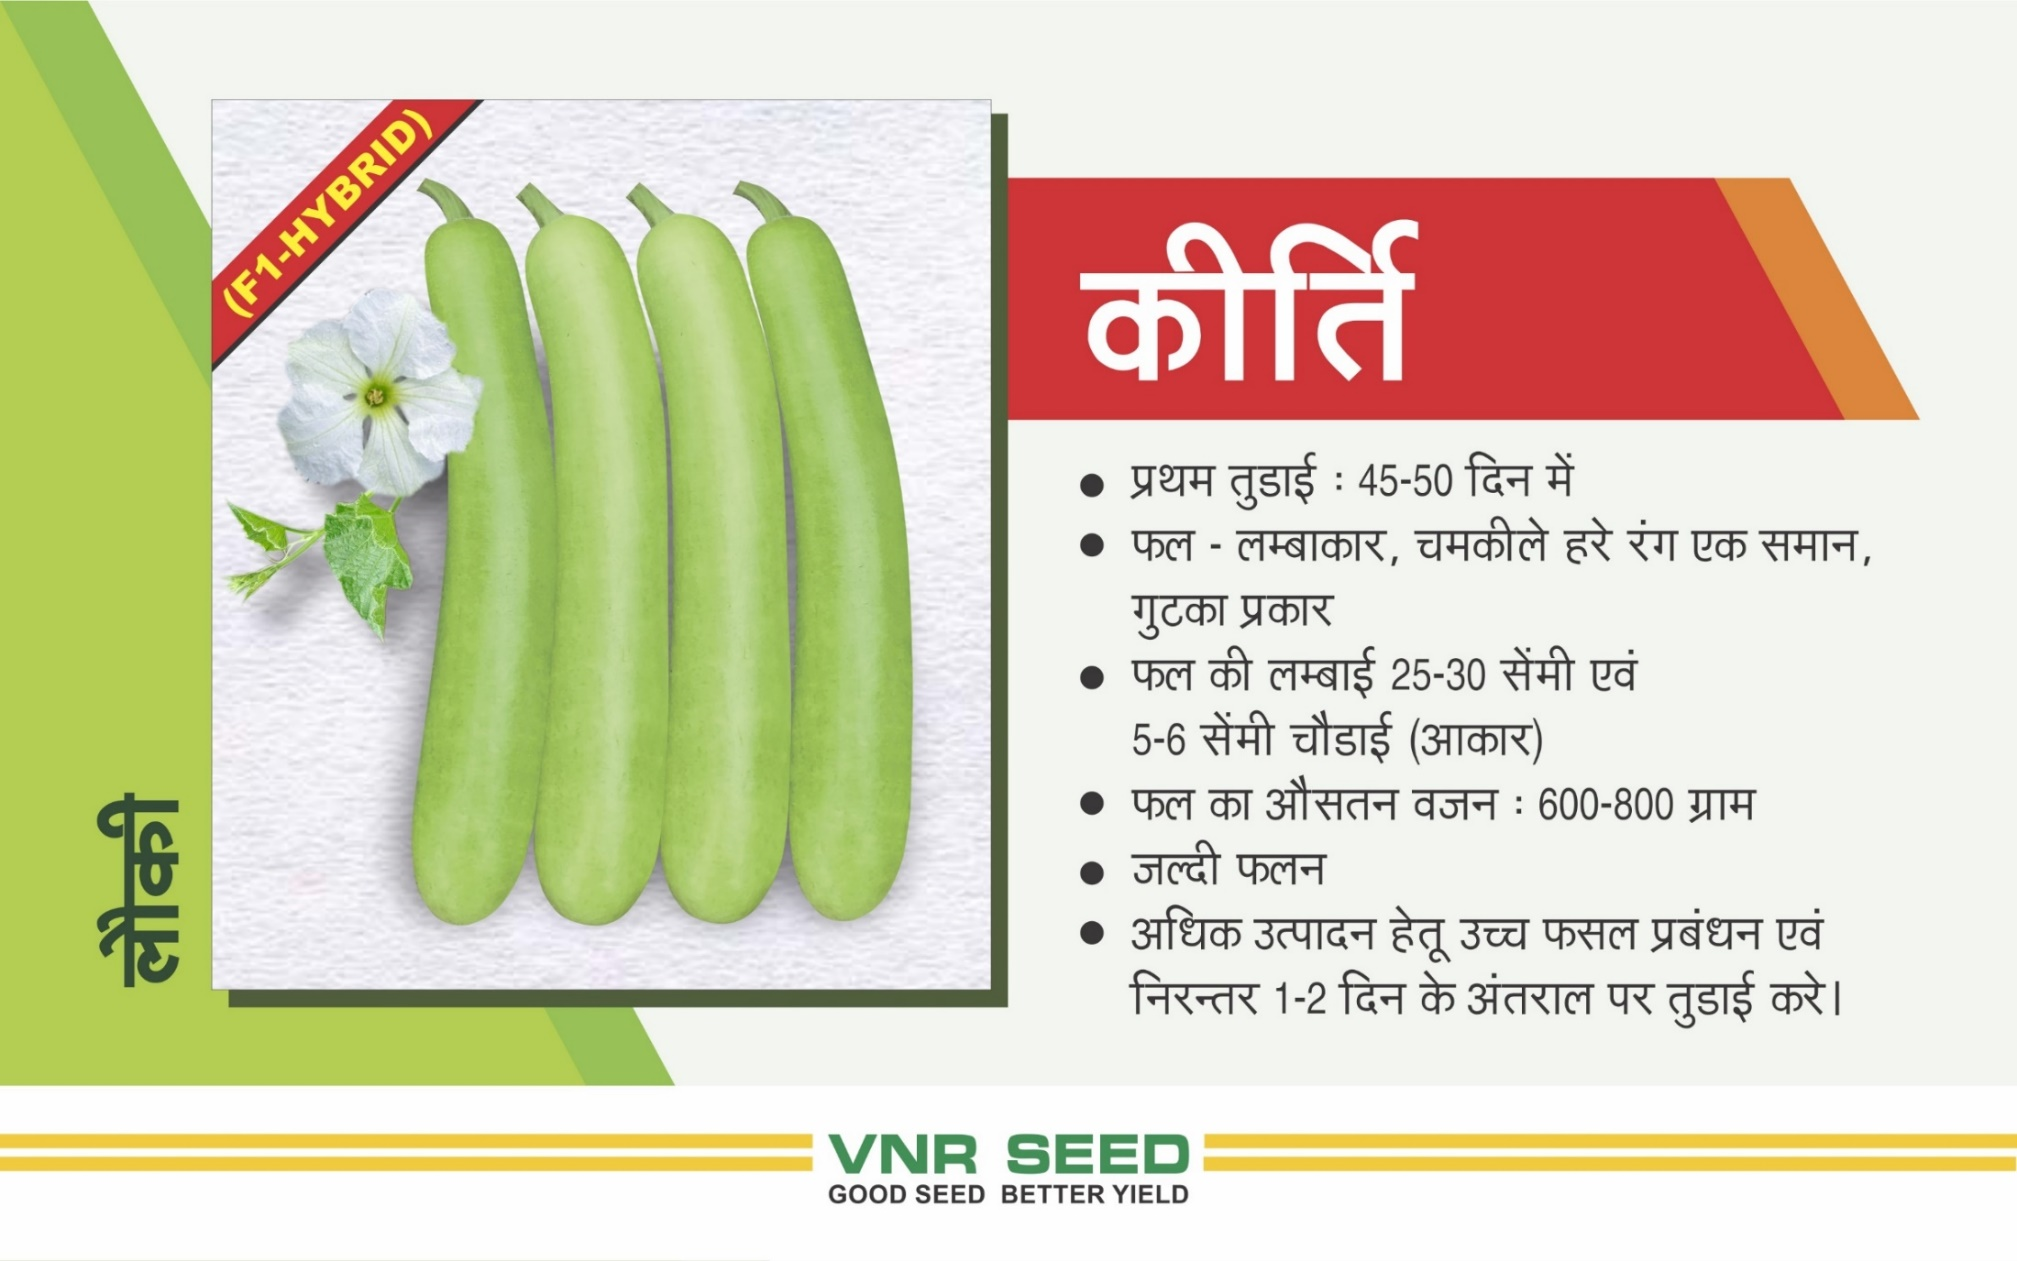 (F1-HYBRID)
लौकी
कीर्ति
● प्रथम तुडाई : 45-50 दिन में
● फल - लम्बाकार, चमकीले हरे रंग एक समान,
गुटका प्रकार
● फल की लम्बाई 25-30 सेंमी एवं
5-6 सेंमी चौडाई (आकार)
● फल का औसतन वजन : 600-800 ग्राम
● जल्दी फलन
● अधिक उत्पादन हेतू उच्च फसल प्रबंधन एवं
निरन्तर 1-2 दिन के अंतराल पर तुडाई करे।
VNR SEED
GOOD SEED BETTER YIELD